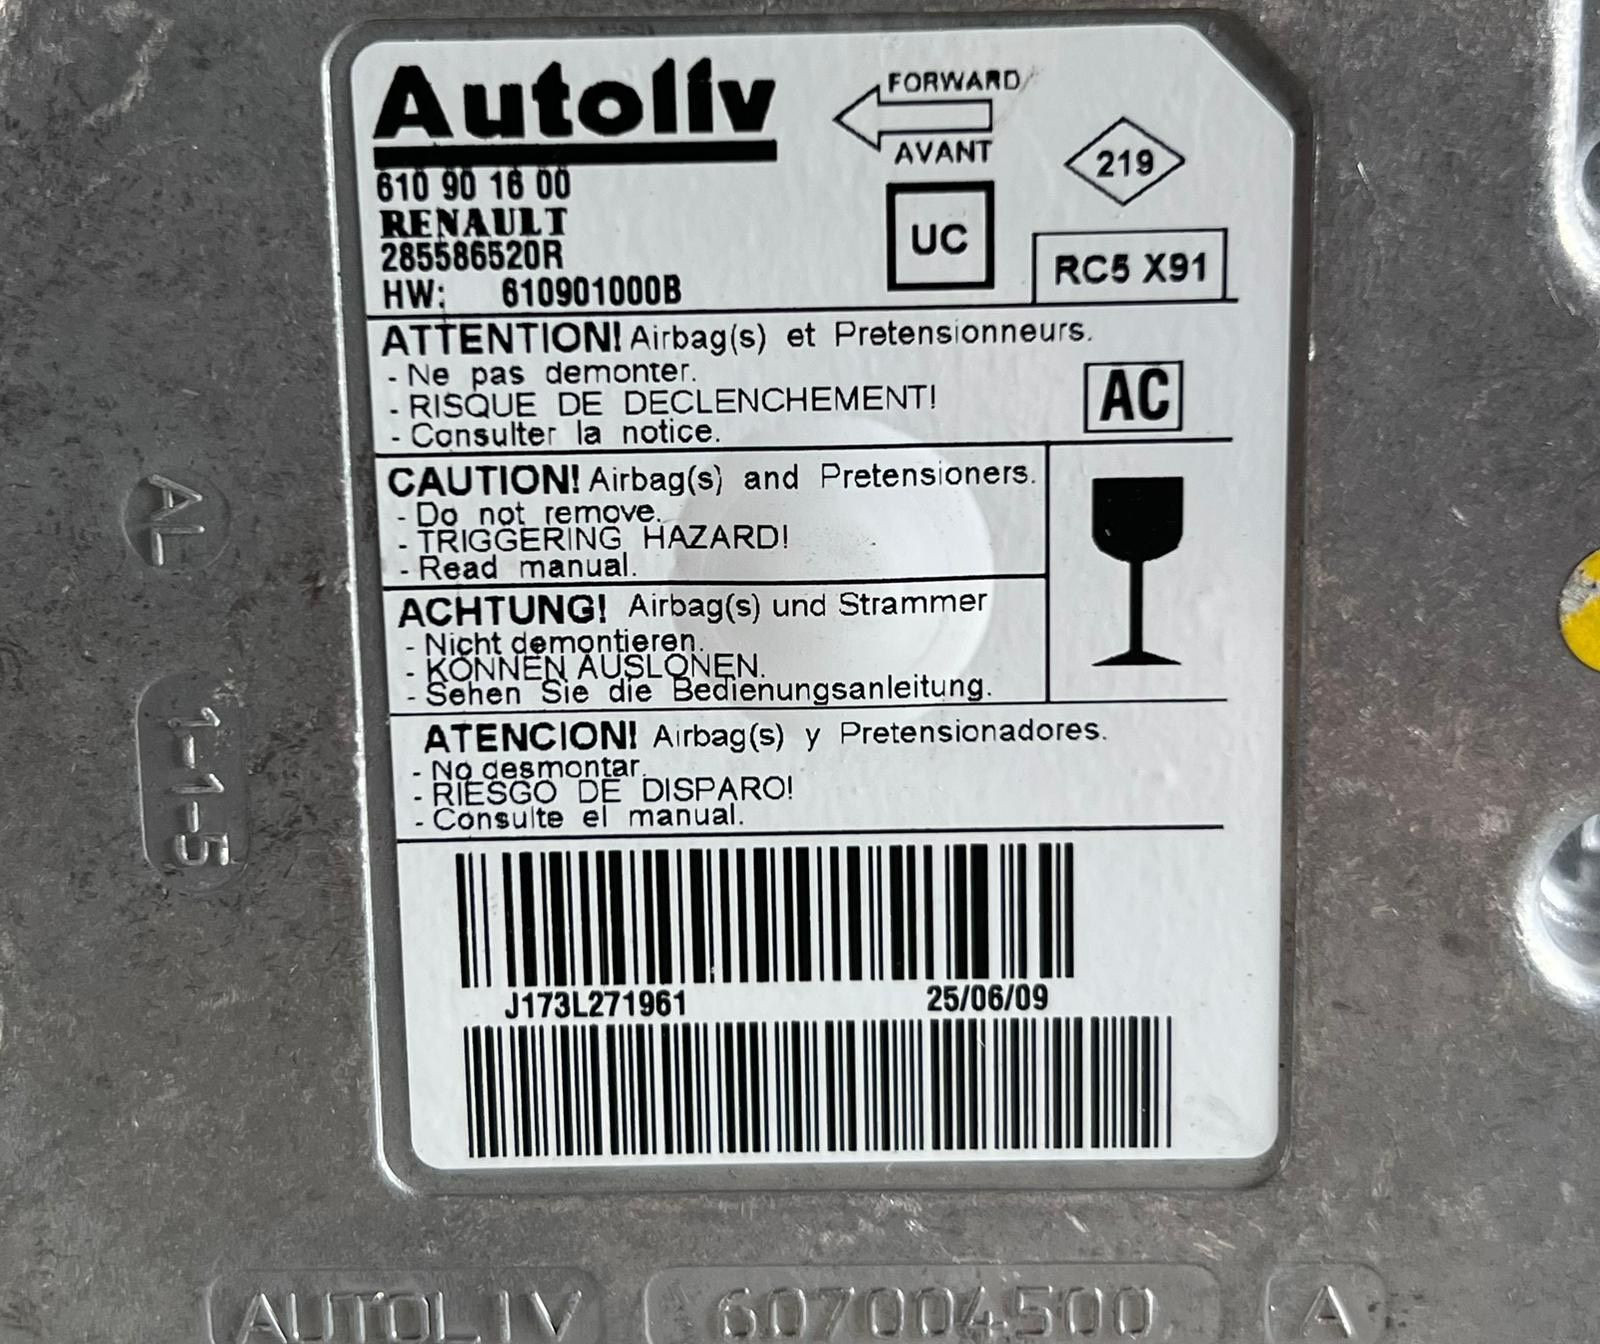 Autoliv
FORWARD
AVANT
219
610 90 16 00
RENAULT
285586520R
HW: 610901000B
UC
RC5 X91
ATTENTION! Airbag(s) et Pretensionneurs.
- Ne pas demonter.
- RISQUE DE DECLENCHEMENT!
- Consulter la notice.
AC
CAUTION! Airbag(s) and Pretensioners.
- Do not remove.
- TRIGGERING HAZARD!
- Read manual.
ACHTUNG! Airbag(s) und Strammer
- Nicht demontieren.
- KONNEN AUSLONEN.
- Sehen Sie die Bedienungsanleitung.
ATENCION! Airbag(s) y Pretensionadores.
- No desmontar.
- RIESGO DE DISPARO!
- Consulte el manual.
J173L271961 25/06/09
AL
1-1-5
AUTOLIV 607004500 A